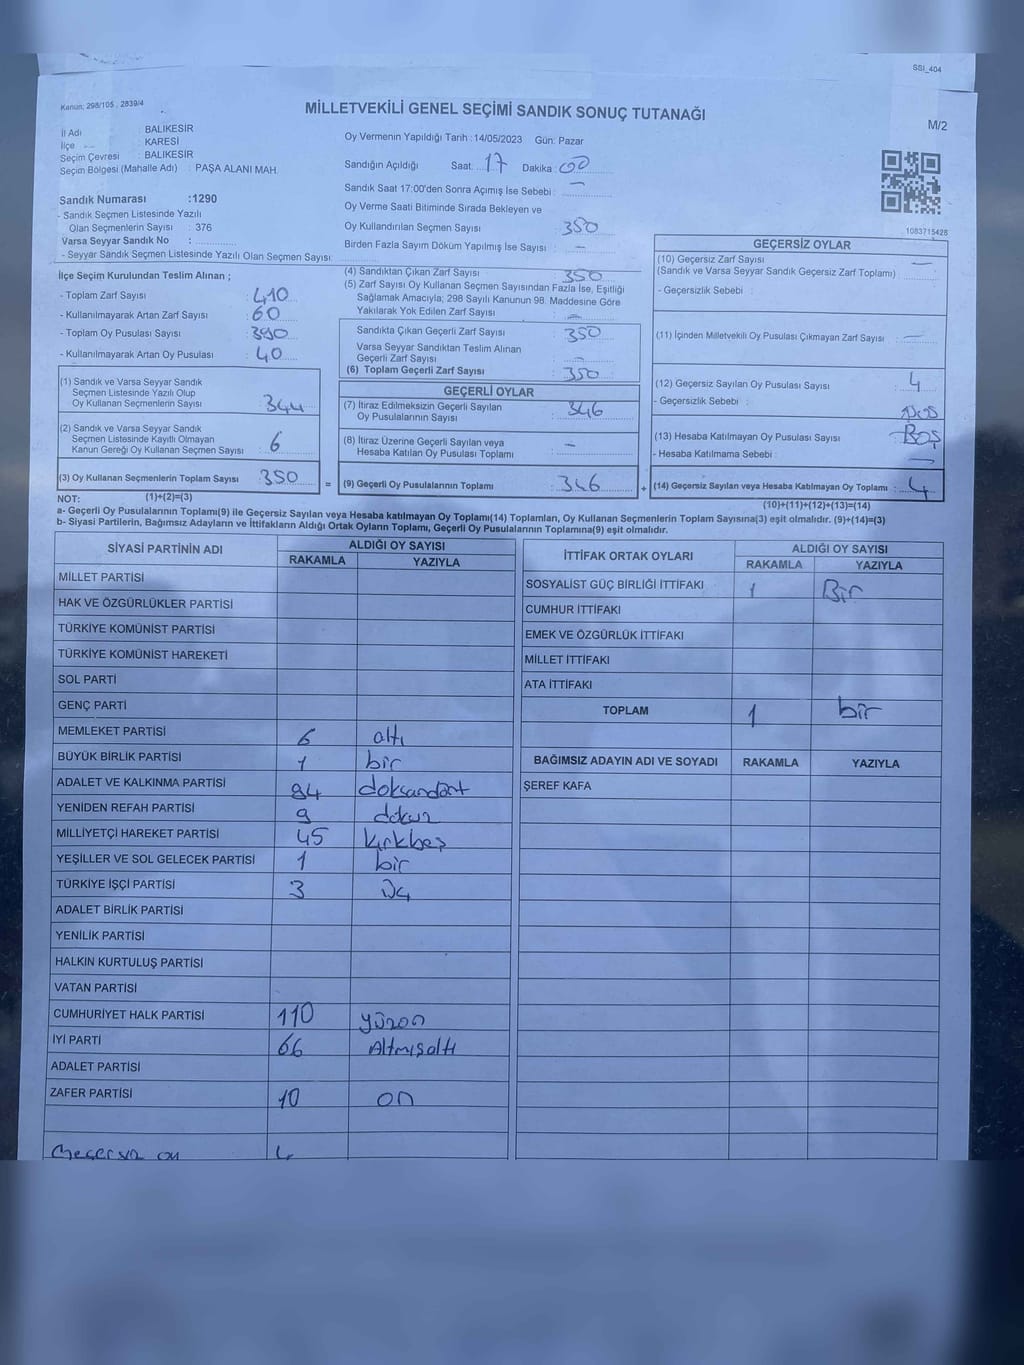 SSI_404
Kanun; 298/105 , 2839/4
MİLLETVEKİLİ GENEL SEÇİMİ SANDIK SONUÇ TUTANAĞI
M/2
İl Adı : BALIKESİR
İlçe : KARESİ
Seçim Çevresi : BALIKESİR
Seçim Bölgesi (Mahalle Adı) : PAŞA ALANI MAH.
Sandık Numarası :1290
- Sandık Seçmen Listesinde Yazılı
Olan Seçmenlerin Sayısı : 376
Varsa Seyyar Sandık No :
- Seyyar Sandık Seçmen Listesinde Yazılı Olan Seçmen Sayısı:
Oy Vermenin Yapıldığı Tarih :14/05/2023 Gün: Pazar
Sandığın Açıldığı Saat: 17 Dakika: 00
Sandık Saat 17:00'den Sonra Açımış İse Sebebi : —
Oy Verme Saati Bitiminde Sırada Bekleyen ve
Oy Kullandırılan Seçmen Sayısı : 350
Birden Fazla Sayım Döküm Yapılmış İse Sayısı : —
1083715428
İlçe Seçim Kurulundan Teslim Alınan ;
- Toplam Zarf Sayısı : 410
- Kullanılmayarak Artan Zarf Sayısı : 60
- Toplam Oy Pusulası Sayısı : 390
- Kullanılmayarak Artan Oy Pusulası : 40
(1) Sandık ve Varsa Seyyar Sandık
Seçmen Listesinde Yazılı Olup
Oy Kullanan Seçmenlerin Sayısı : 344
(2) Sandık ve Varsa Seyyar Sandık
Seçmen Listesinde Kayıtlı Olmayan
Kanun Gereği Oy Kullanan Seçmen Sayısı : 6
(3) Oy Kullanan Seçmenlerin Toplam Sayısı : 350 =
(4) Sandıktan Çıkan Zarf Sayısı : 350
(5) Zarf Sayısı Oy Kullanan Seçmen Sayısından Fazla İse, Eşitliği
Sağlamak Amacıyla; 298 Sayılı Kanunun 98. Maddesine Göre
Yakılarak Yok Edilen Zarf Sayısı : —
Sandıkta Çıkan Geçerli Zarf Sayısı : 350
Varsa Seyyar Sandıktan Teslim Alınan
Geçerli Zarf Sayısı : —
(6) Toplam Geçerli Zarf Sayısı : 350
GEÇERLİ OYLAR
(7) İtiraz Edilmeksizin Geçerli Sayılan
Oy Pusulalarının Sayısı : 346
(8) İtiraz Üzerine Geçerli Sayılan veya
Hesaba Katılan Oy Pusulası Toplamı : —
(9) Geçerli Oy Pusulalarının Toplamı : 346 +
GEÇERSİZ OYLAR
(10) Geçersiz Zarf Sayısı : —
(Sandık ve Varsa Seyyar Sandık Geçersiz Zarf Toplamı)
- Geçersizlik Sebebi :
(11) İçinden Milletvekili Oy Pusulası Çıkmayan Zarf Sayısı : —
(12) Geçersiz Sayılan Oy Pusulası Sayısı : 4
- Geçersizlik Sebebi :
(13) Hesaba Katılmayan Oy Pusulası Sayısı : Boş
- Hesaba Katılmama Sebebi : —
(14) Geçersiz Sayılan veya Hesaba Katılmayan Oy Toplamı : 4
NOT: (1)+(2)=(3)
(10)+(11)+(12)+(13)=(14)
a- Geçerli Oy Pusulalarının Toplamı(9) ile Geçersiz Sayılan veya Hesaba katılmayan Oy Toplamı(14) Toplamları, Oy Kullanan Seçmenlerin Toplam Sayısına(3) eşit olmalıdır. (9)+(14)=(3)
b- Siyasi Partilerin, Bağımsız Adayların ve İttifakların Aldığı Ortak Oyların Toplamı, Geçerli Oy Pusulalarının Toplamına(9) eşit olmalıdır.
SİYASİ PARTİNİN ADI ALDIĞI OY SAYISI
RAKAMLA YAZIYLA
MİLLET PARTİSİ
HAK VE ÖZGÜRLÜKLER PARTİSİ
TÜRKİYE KOMÜNİST PARTİSİ
TÜRKİYE KOMÜNİST HAREKETİ
SOL PARTİ
GENÇ PARTİ
MEMLEKET PARTİSİ 6 altı
BÜYÜK BİRLİK PARTİSİ 1 bir
ADALET VE KALKINMA PARTİSİ 94 doksandört
YENİDEN REFAH PARTİSİ 9 dokuz
MİLLİYETÇİ HAREKET PARTİSİ 45 kırkbeş
YEŞİLLER VE SOL GELECEK PARTİSİ 1 bir
TÜRKİYE İŞÇİ PARTİSİ 3 üç
ADALET BİRLİK PARTİSİ
YENİLİK PARTİSİ
HALKIN KURTULUŞ PARTİSİ
VATAN PARTİSİ
CUMHURİYET HALK PARTİSİ 110 yüzon
İYİ PARTİ 66 Altmışaltı
ADALET PARTİSİ
ZAFER PARTİSİ 10 on
Geçersiz oy 4
İTTİFAK ORTAK OYLARI ALDIĞI OY SAYISI
RAKAMLA YAZIYLA
SOSYALİST GÜÇ BİRLİĞİ İTTİFAKI 1 Bir
CUMHUR İTTİFAKI
EMEK VE ÖZGÜRLÜK İTTİFAKI
MİLLET İTTİFAKI
ATA İTTİFAKI
TOPLAM 1 bir
BAĞIMSIZ ADAYIN ADI VE SOYADI RAKAMLA YAZIYLA
ŞEREF KAFA